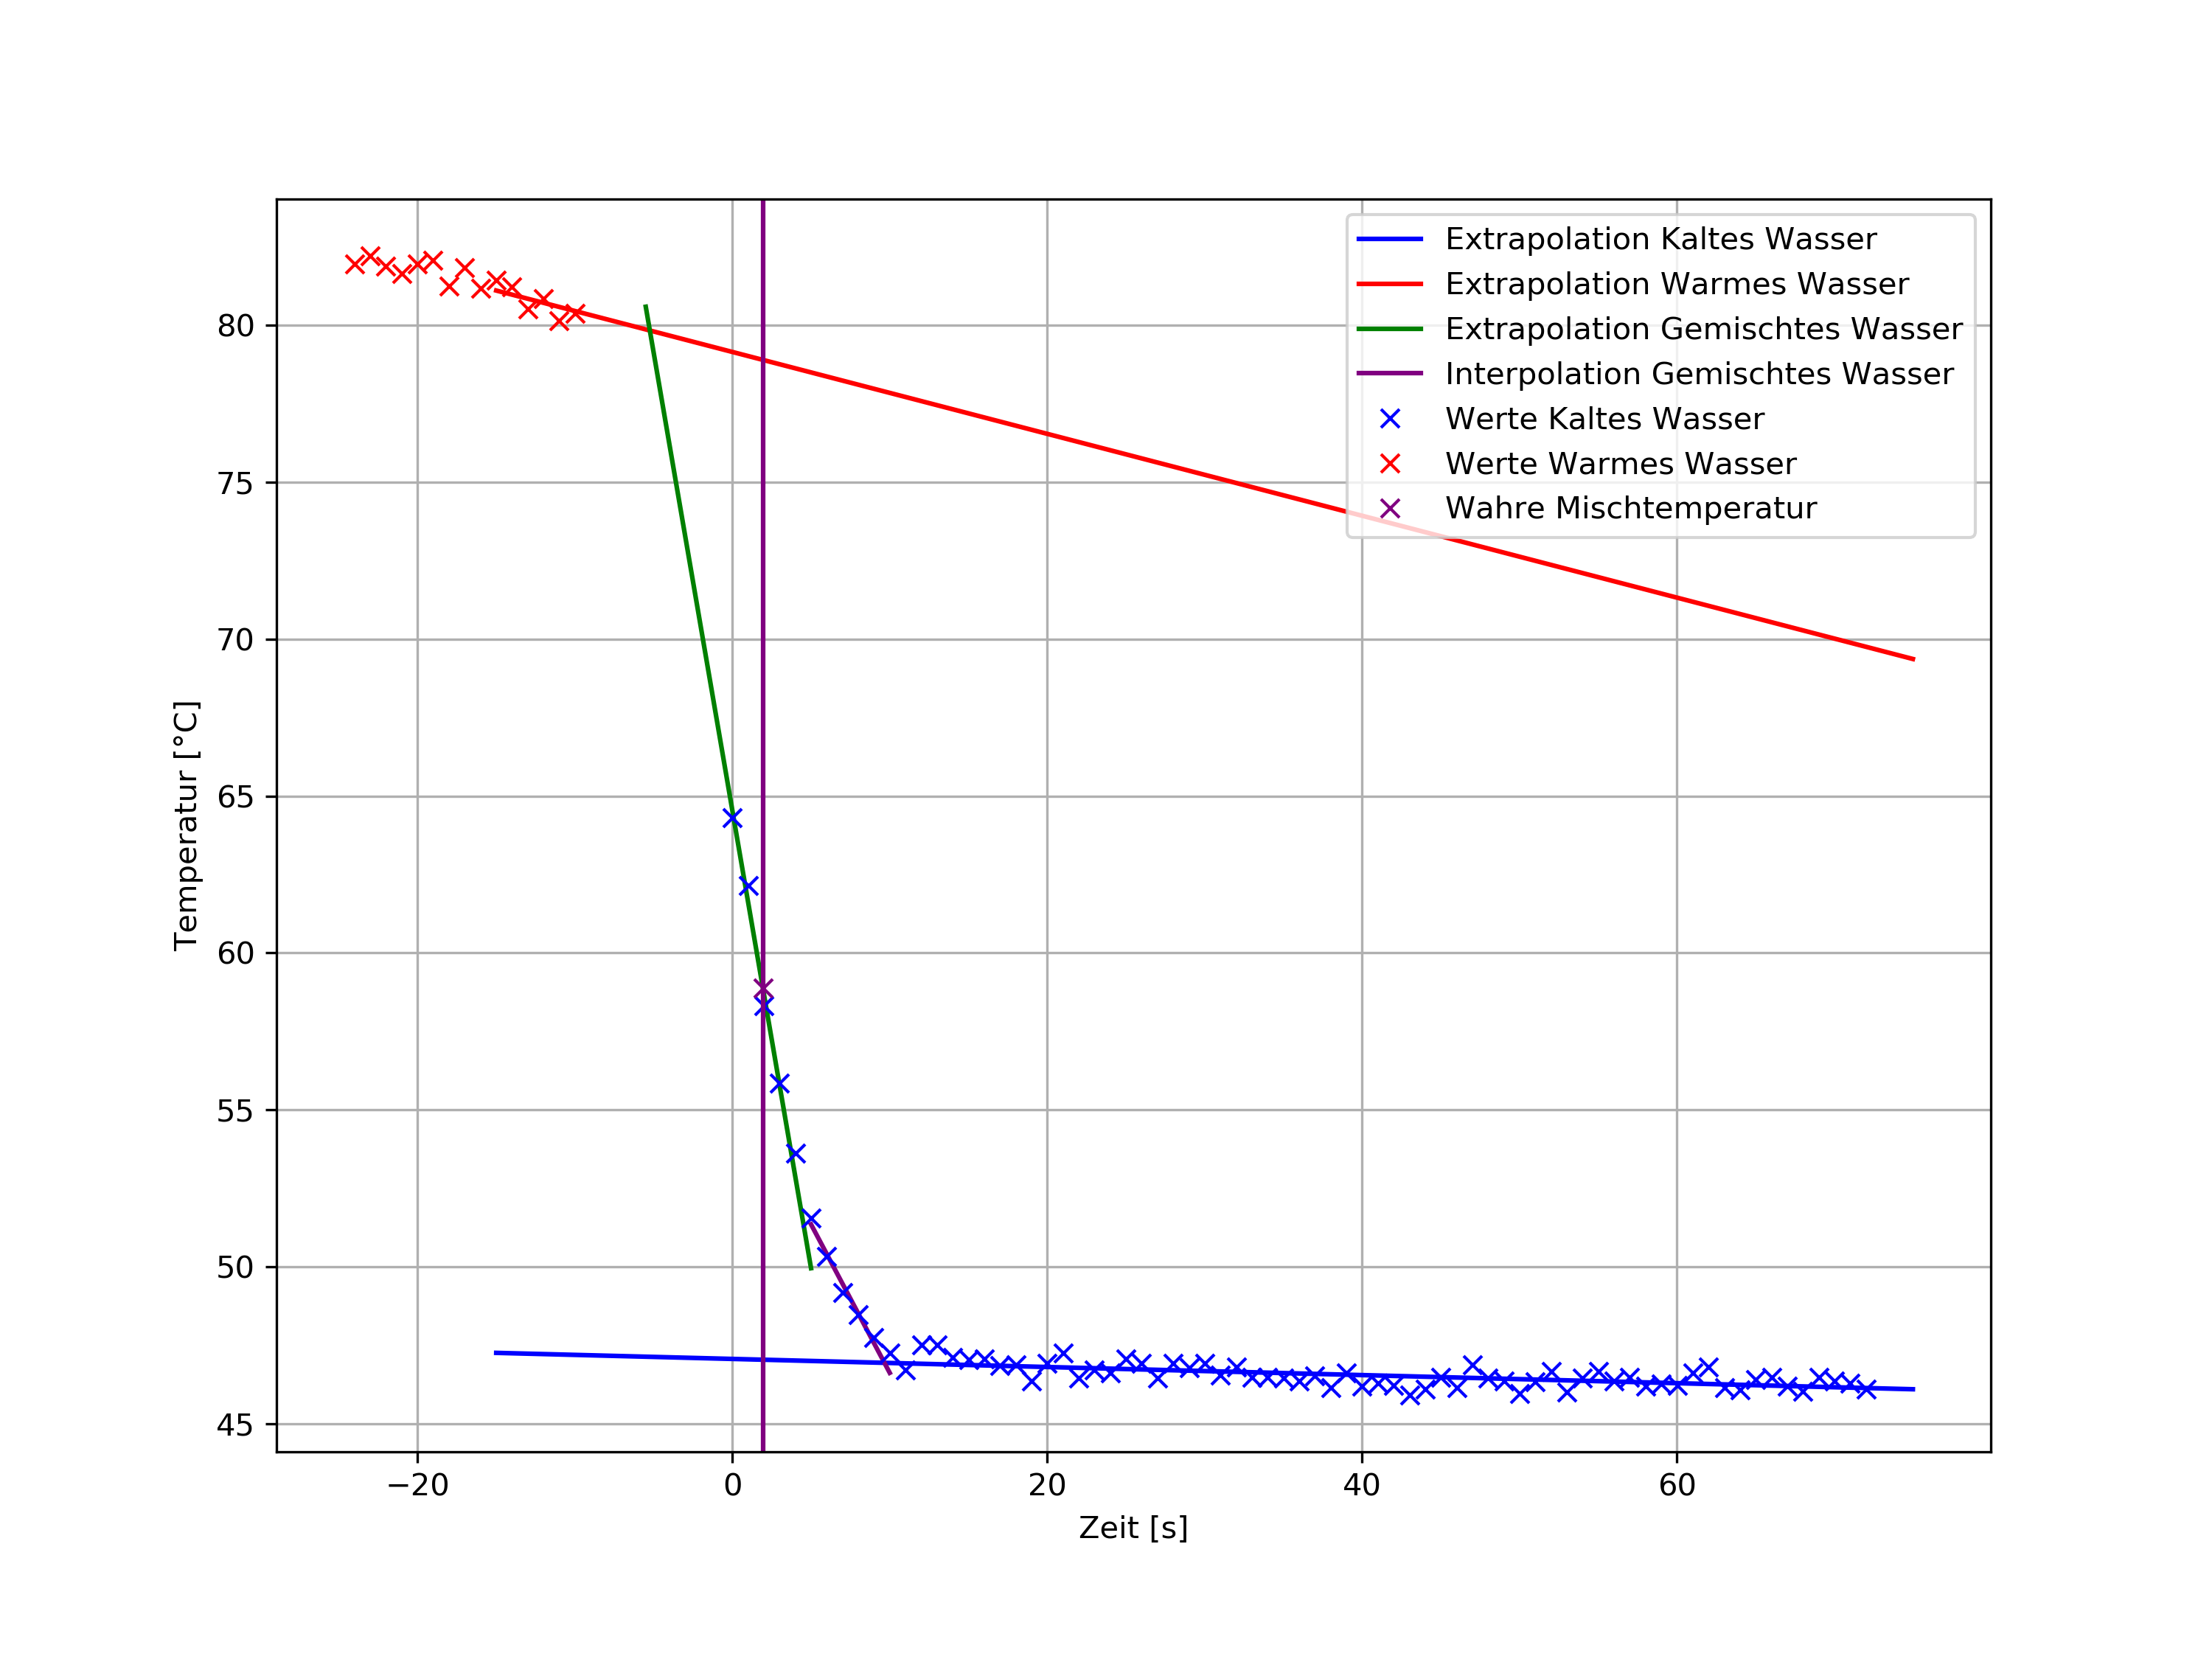 Extrapolation Kaltes Wasser
Extrapolation Warmes Wasser
Extrapolation Gemischtes Wasser
Interpolation Gemischtes Wasser
Werte Kaltes Wasser
Werte Warmes Wasser
Wahre Mischtemperatur
80
75
70
65
60
55
50
45
Temperatur [°C]
−20 0 20 40 60
Zeit [s]